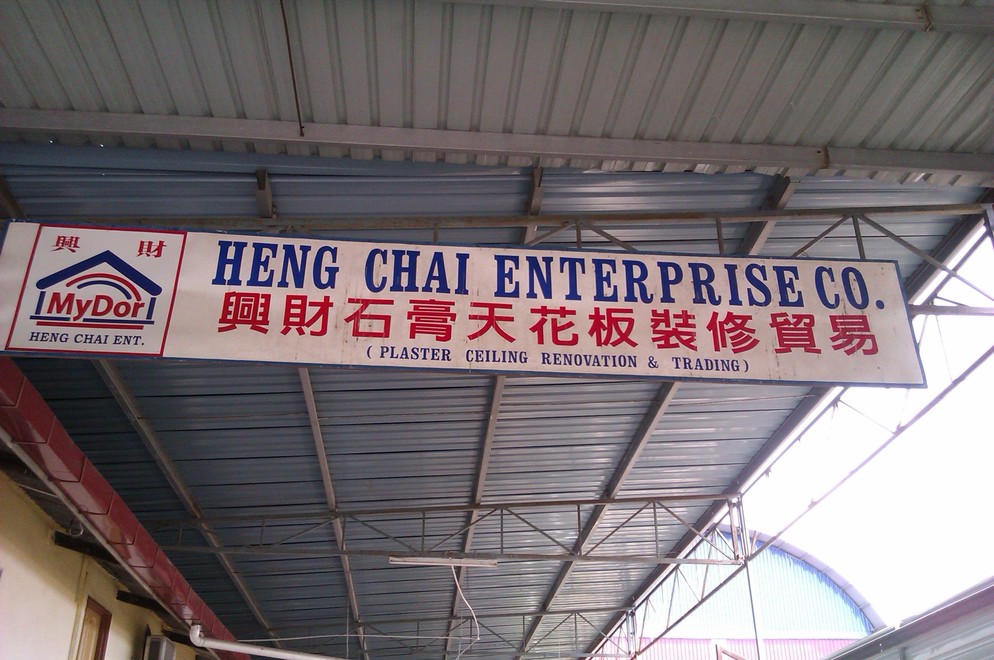 興 財
MyDor
HENG CHAI ENT.
HENG CHAI ENTERPRISE CO.
興財石膏天花板裝修貿易
( PLASTER CEILING RENOVATION & TRADING )